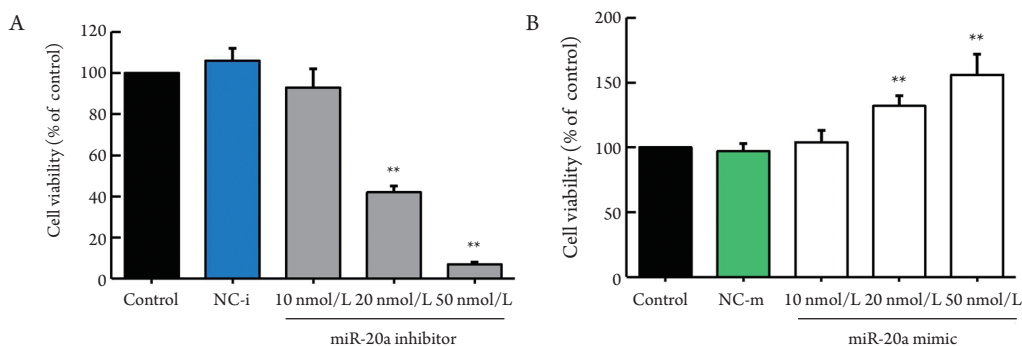 A
Cell viability (% of control)
120
100
80
60
40
20
0
**
**
Control NC-i 10 nmol/L 20 nmol/L 50 nmol/L
miR-20a inhibitor
B
Cell viability (% of control)
200
150
100
50
0
**
**
Control NC-m 10 nmol/L 20 nmol/L 50 nmol/L
miR-20a mimic